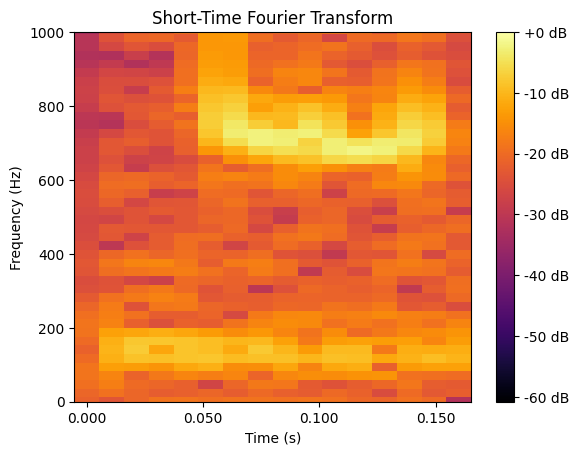 Short-Time Fourier Transform
1000
800
600
400
200
0
Frequency (Hz)
0.000
0.050
0.100
0.150
Time (s)
+0 dB
-10 dB
-20 dB
-30 dB
-40 dB
-50 dB
-60 dB